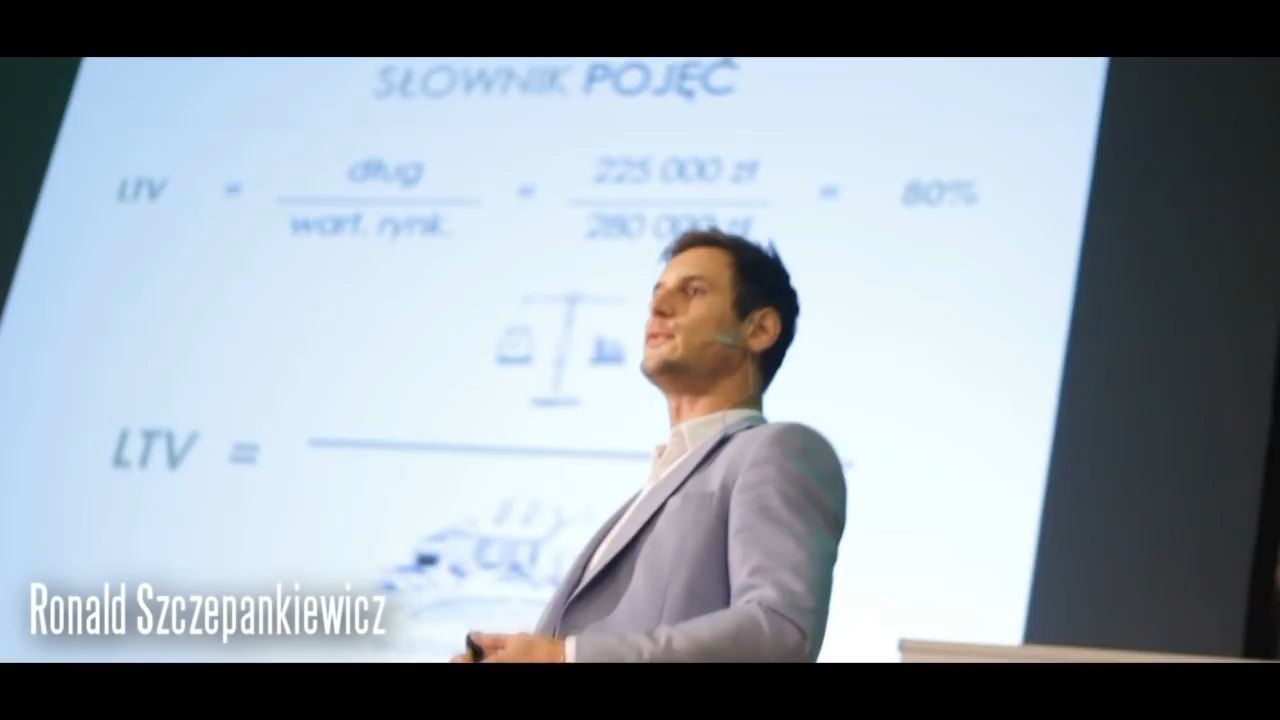 SŁOWNIK POJĘĆ
LTV = dług = 225 000 zł = 80%
wart. rynk. 280 000 zł
LTV =
Ronald Szczepankiewicz